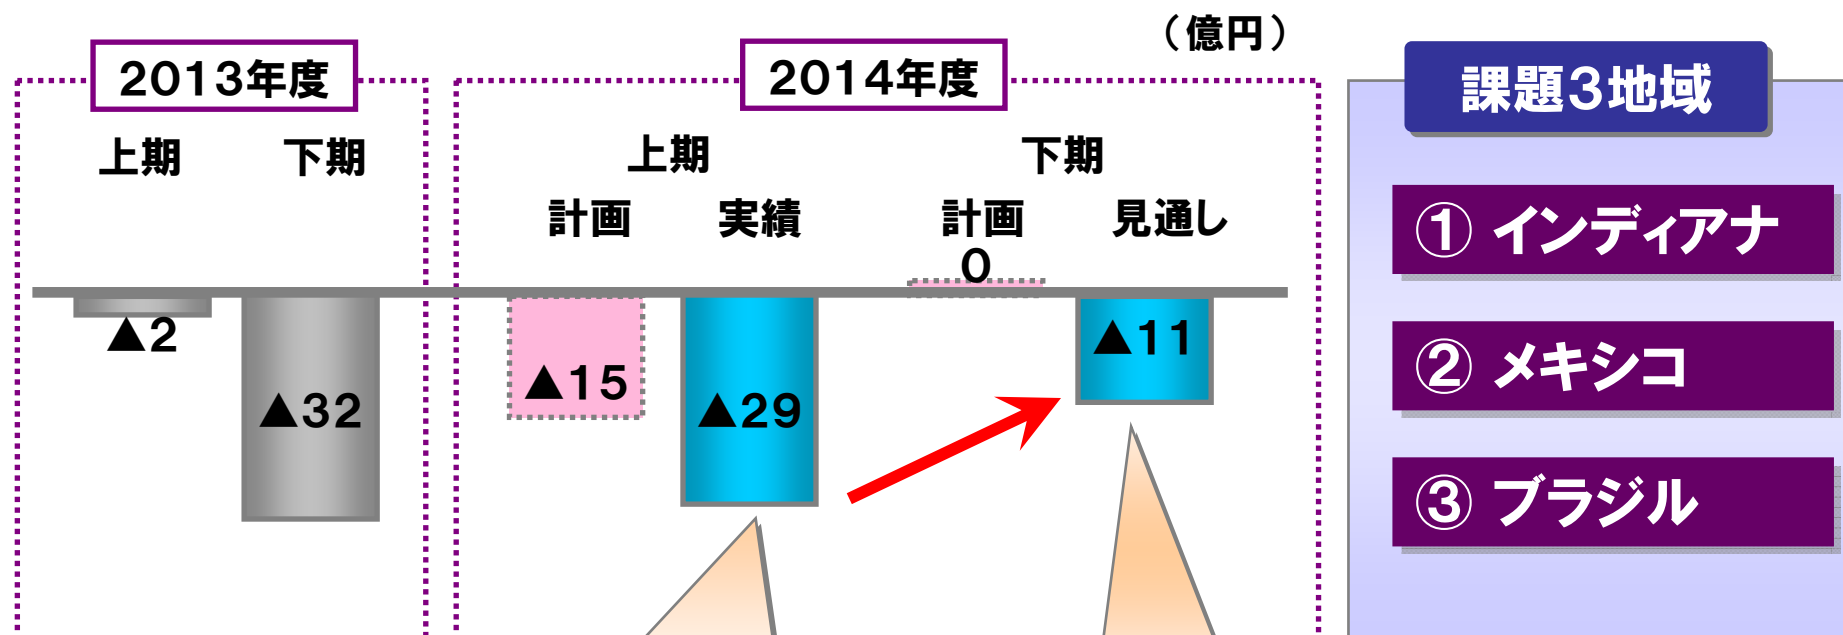 （億円）
2013年度
2014年度
上期 下期
上期 下期
計画 実績 計画 見通し
0
▲2
▲32
▲15
▲29
▲11
課題3地域
① インディアナ
② メキシコ
③ ブラジル